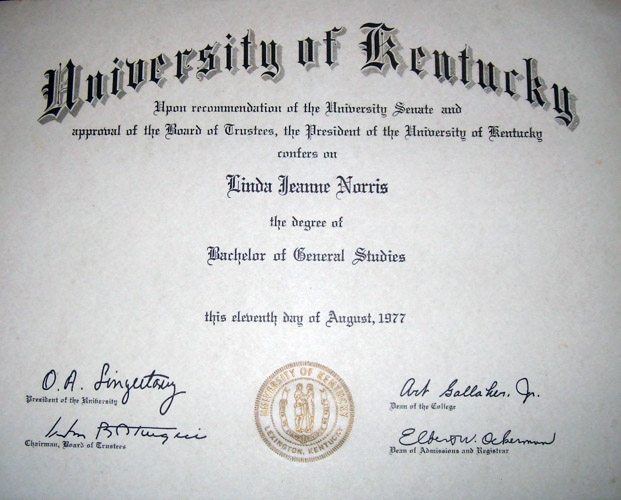 University of Kentucky
Upon recommendation of the University Senate and
approval of the Board of Trustees, the President of the University of Kentucky
confers on
Linda Jeanne Norris
the degree of
Bachelor of General Studies
this eleventh day of August, 1977
O. A. Singletary
President of the University
Chairman, Board of Trustees
UNIVERSITY OF KENTUCKY
LEXINGTON, KENTUCKY
Art Gallaher, Jr.
Dean of the College
Elbert W. Ockerman
Dean of Admissions and Registrar